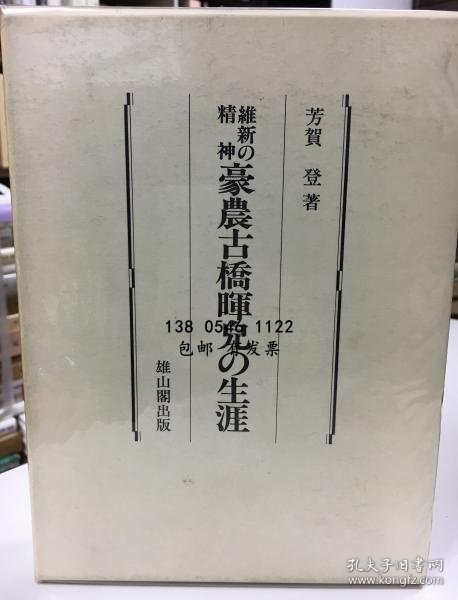 芳賀 登 著
維新の
精神
豪農古橋暉皃の生涯
雄山閣出版
138 0546 1122
包邮 有发票
孔夫子旧书网
www.kongfz.com